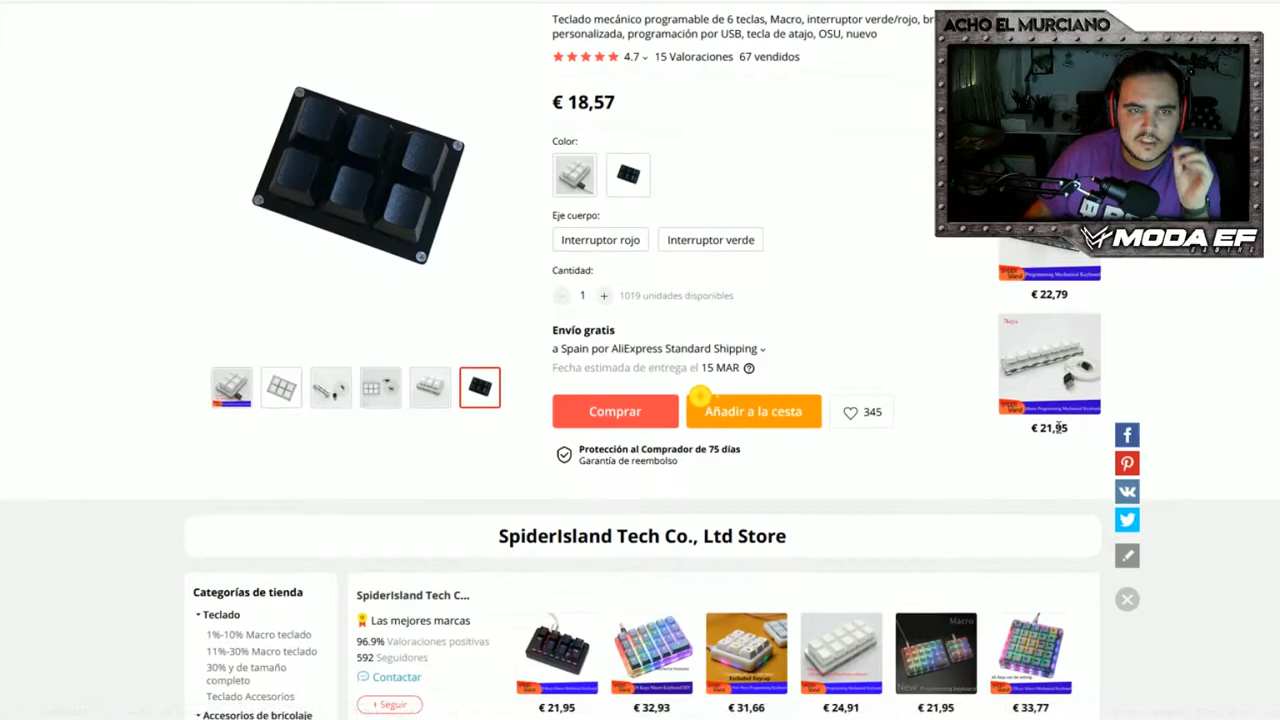 Teclado mecánico programable de 6 teclas, Macro, interruptor verde/rojo,
personalizada, programación por USB, tecla de atajo, OSU, nuevo
4.7
15 Valoraciones
67 vendidos
€ 18,57
Color:
Eje cuerpo:
Interruptor rojo
Interruptor verde
Cantidad:
1
+
1019 unidades disponibles
Envío gratis
a Spain por AliExpress Standard Shipping
Fecha estimada de entrega el 15 MAR
Comprar
Añadir a la cesta
345
Protección al Comprador de 75 días
Garantía de reembolso
ACHO EL MURCIANO
MODA EF
GAMING
€ 22,79
7Keys
€ 21,95
SpiderIsland Tech Co., Ltd Store
Categorías de tienda
Teclado
1%-10% Macro teclado
11%-30% Macro teclado
30% y de tamaño
completo
Teclado Accesorios
Accesorios de bricolaje
SpiderIsland Tech C...
Las mejores marcas
96.9% Valoraciones positivas
592 Seguidores
Contactar
+ Seguir
Macro
€ 21,95
€ 32,93
€ 31,66
€ 24,91
€ 21,95
€ 33,77